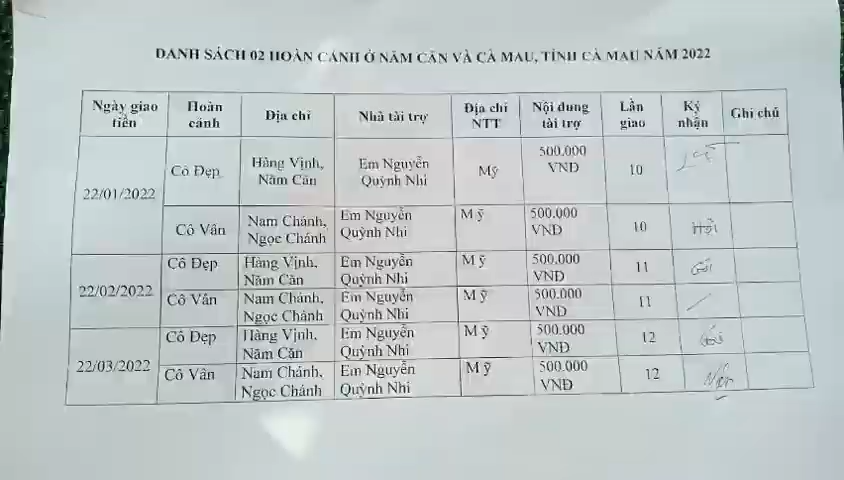 DANH SÁCH 02 HOÀN CẢNH Ở NĂM CĂN VÀ CÀ MAU, TỈNH CÀ MAU NĂM 2022
Ngày giao tiền Hoàn cảnh Địa chỉ Nhà tài trợ Địa chỉ NTT Nội dung tài trợ Lần giao Ký nhận Ghi chú
22/01/2022
Cô Đẹp Hàng Vịnh, Năm Căn Em Nguyễn Quỳnh Nhi Mỹ 500.000 VNĐ 10
Cô Vân Nam Chánh, Ngọc Chánh Em Nguyễn Quỳnh Nhi Mỹ 500.000 VNĐ 10
22/02/2022
Cô Đẹp Hàng Vịnh, Năm Căn Em Nguyễn Quỳnh Nhi Mỹ 500.000 VNĐ 11
Cô Vân Nam Chánh, Ngọc Chánh Em Nguyễn Quỳnh Nhi Mỹ 500.000 VNĐ 11
22/03/2022
Cô Đẹp Hàng Vịnh, Năm Căn Em Nguyễn Quỳnh Nhi Mỹ 500.000 VNĐ 12
Cô Vân Nam Chánh, Ngọc Chánh Em Nguyễn Quỳnh Nhi Mỹ 500.000 VNĐ 12